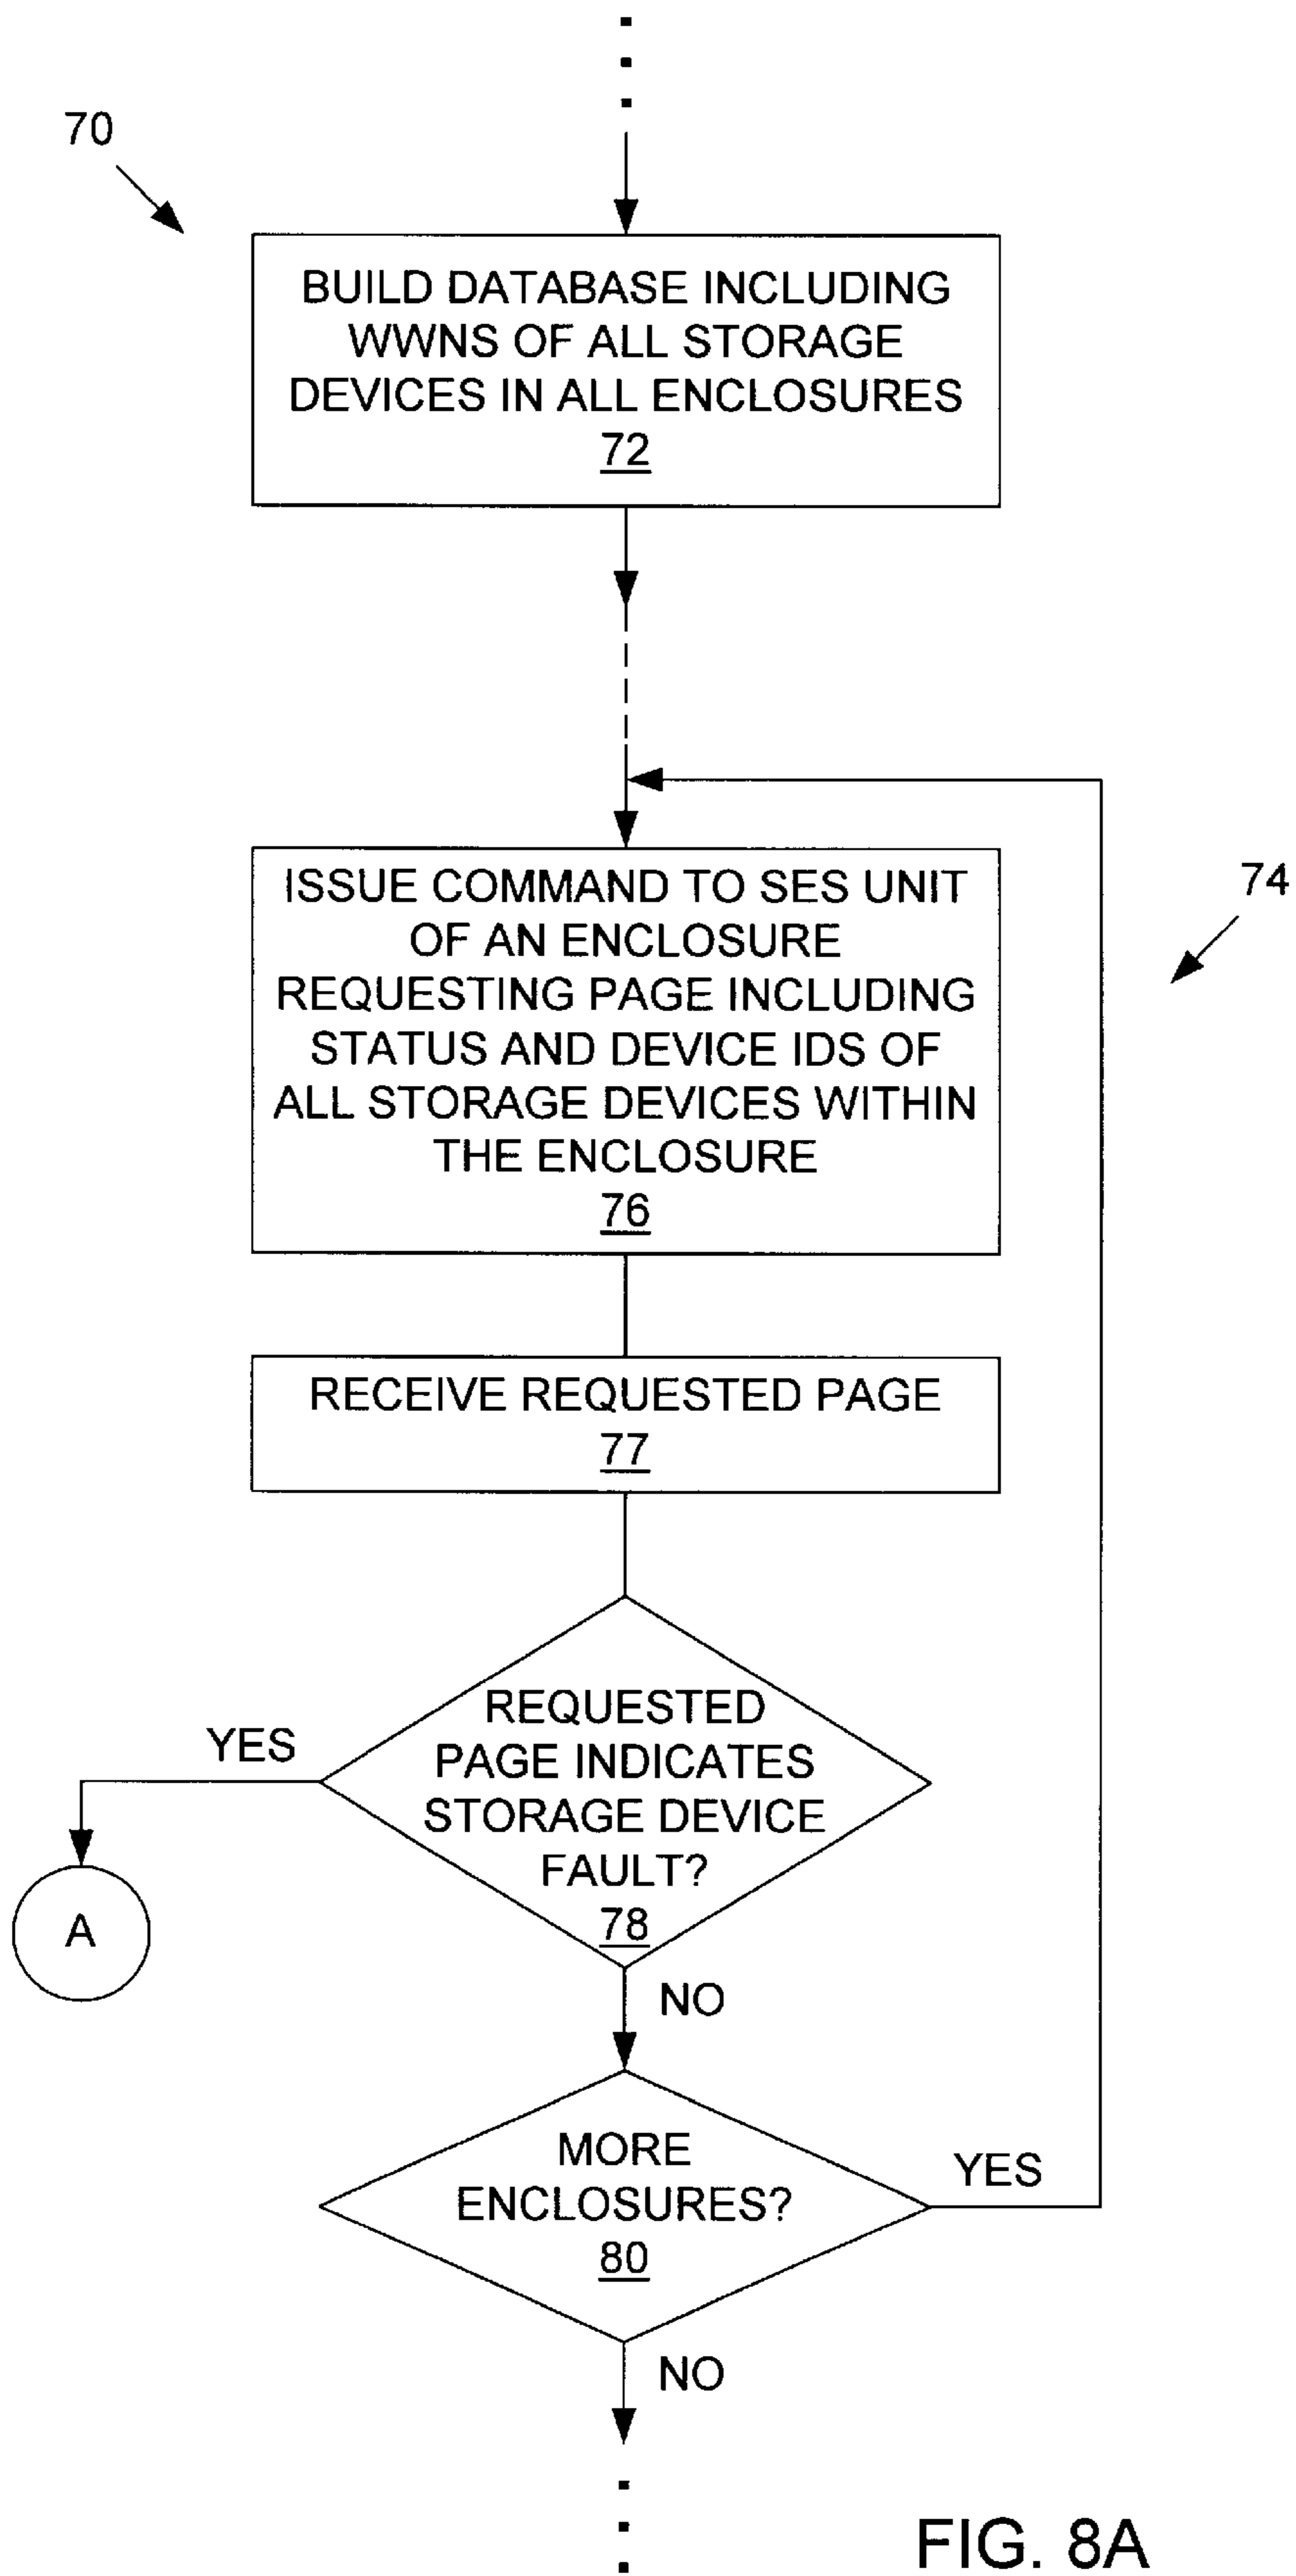 70
BUILD DATABASE INCLUDING
WWNS OF ALL STORAGE
DEVICES IN ALL ENCLOSURES
72
ISSUE COMMAND TO SES UNIT
OF AN ENCLOSURE
REQUESTING PAGE INCLUDING
STATUS AND DEVICE IDS OF
ALL STORAGE DEVICES WITHIN
THE ENCLOSURE
76
74
RECEIVE REQUESTED PAGE
77
REQUESTED
PAGE INDICATES
STORAGE DEVICE
FAULT?
78
YES
A
NO
MORE
ENCLOSURES?
80
YES
NO
FIG. 8A